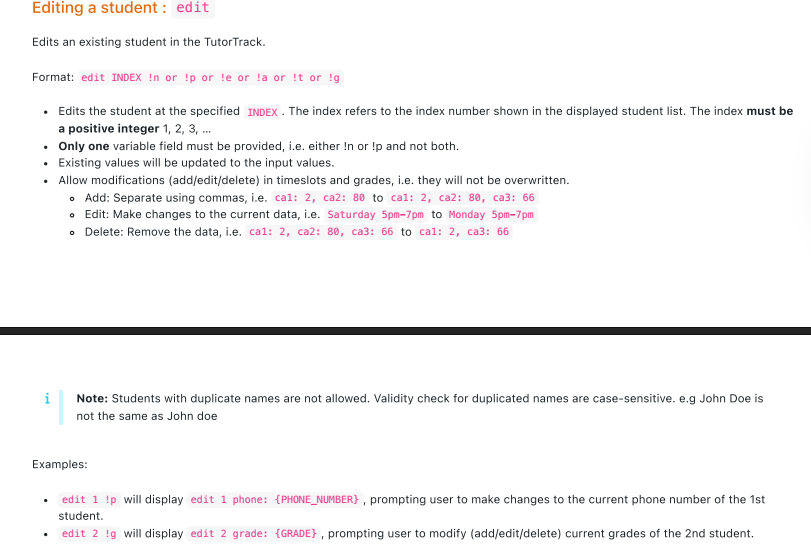 Editing a student : edit
Edits an existing student in the TutorTrack.
Format: edit INDEX !n or !p or !e or !a or !t or !g
• Edits the student at the specified INDEX . The index refers to the index number shown in the displayed student list. The index must be
a positive integer 1, 2, 3, ...
• Only one variable field must be provided, i.e. either !n or !p and not both.
• Existing values will be updated to the input values.
• Allow modifications (add/edit/delete) in timeslots and grades, i.e. they will not be overwritten.
• Add: Separate using commas, i.e. ca1: 2, ca2: 80 to ca1: 2, ca2: 80, ca3: 66
• Edit: Make changes to the current data, i.e. Saturday 5pm-7pm to Monday 5pm-7pm
• Delete: Remove the data, i.e. ca1: 2, ca2: 80, ca3: 66 to ca1: 2, ca3: 66
i Note: Students with duplicate names are not allowed. Validity check for duplicated names are case-sensitive. e.g John Doe is
not the same as John doe
Examples:
• edit 1 !p will display edit 1 phone: {PHONE_NUMBER} , prompting user to make changes to the current phone number of the 1st
student.
• edit 2 !g will display edit 2 grade: {GRADE} , prompting user to modify (add/edit/delete) current grades of the 2nd student.